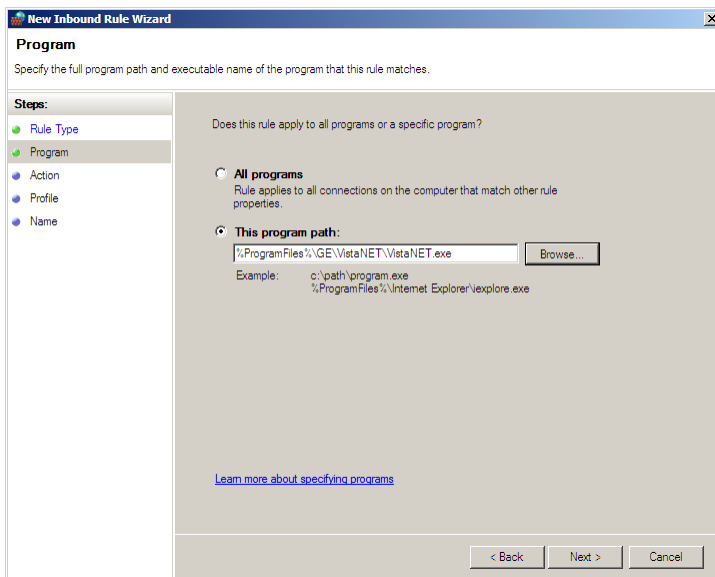 New Inbound Rule Wizard
Program
Specify the full program path and executable name of the program that this rule matches.
Steps:
Rule Type
Program
Action
Profile
Name
Does this rule apply to all programs or a specific program?
All programs
Rule applies to all connections on the computer that match other rule
properties.
This program path:
%ProgramFiles%\GE\VistaNET\VistaNET.exe
Browse...
Example: c:\path\program.exe
%ProgramFiles%\Internet Explorer\iexplore.exe
Learn more about specifying programs
< Back Next > Cancel